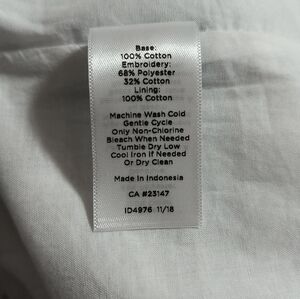 Base:
100% Cotton
Embroidery:
68% Polyester
32% Cotton
Lining:
100% Cotton
Machine Wash Cold
Gentle Cycle
Only Non-Chlorine
Bleach When Needed
Tumble Dry Low
Cool Iron If Needed
Or Dry Clean
Made In Indonesia
CA #23147
ID4976 11/18